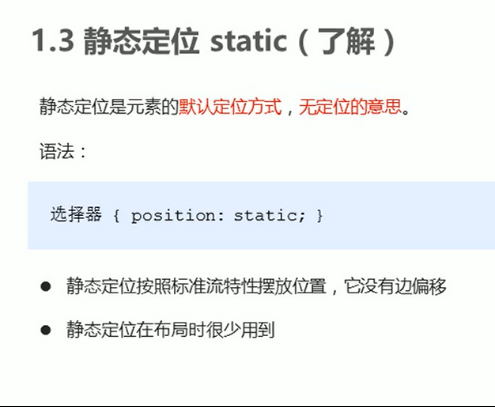 1.3 静态定位 static（了解）
静态定位是元素的默认定位方式，无定位的意思。
语法：
选择器 { position: static; }
● 静态定位按照标准流特性摆放位置，它没有边偏移
● 静态定位在布局时很少用到